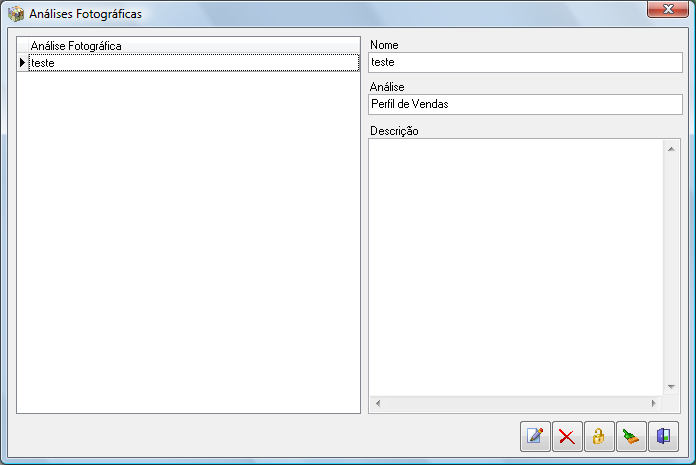 Análises Fotográficas
Análise Fotográfica
teste
Nome
teste
Análise
Perfil de Vendas
Descrição